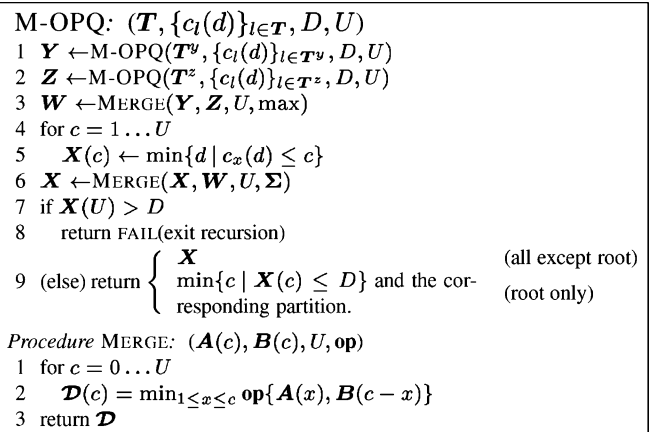 M-OPQ: (T, {c_l(d)}_{l∈T}, D, U)
1 Y ←M-OPQ(T^y, {c_l(d)}_{l∈T^y}, D, U)
2 Z ←M-OPQ(T^z, {c_l(d)}_{l∈T^z}, D, U)
3 W ←MERGE(Y, Z, U, max)
4 for c = 1 . . . U
5 X(c) ← min{d | c_x(d) ≤ c}
6 X ←MERGE(X, W, U, Σ)
7 if X(U) > D
8 return FAIL(exit recursion)
9 (else) return { X (all except root)
min{c | X(c) ≤ D} and the cor-
responding partition. (root only)
Procedure MERGE: (A(c), B(c), U, op)
1 for c = 0 . . . U
2 D(c) = min_{1≤x≤c} op{A(x), B(c − x)}
3 return D